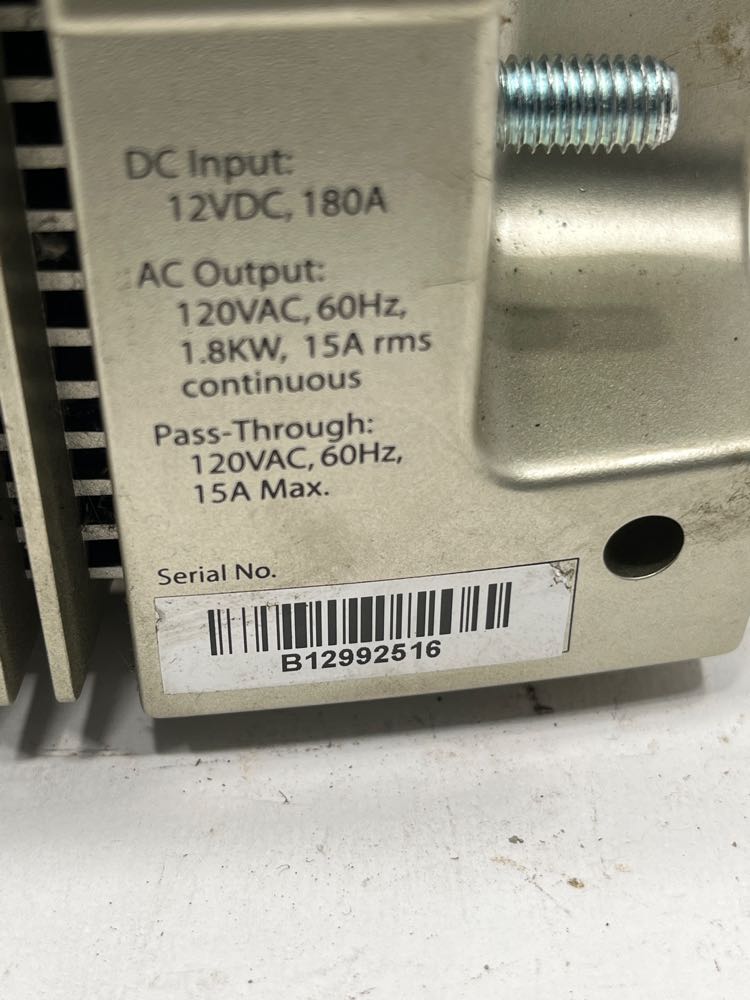 DC Input:
12VDC, 180A
AC Output:
120VAC, 60Hz,
1.8KW, 15A rms
continuous
Pass-Through:
120VAC, 60Hz,
15A Max.
Serial No.
B12992516